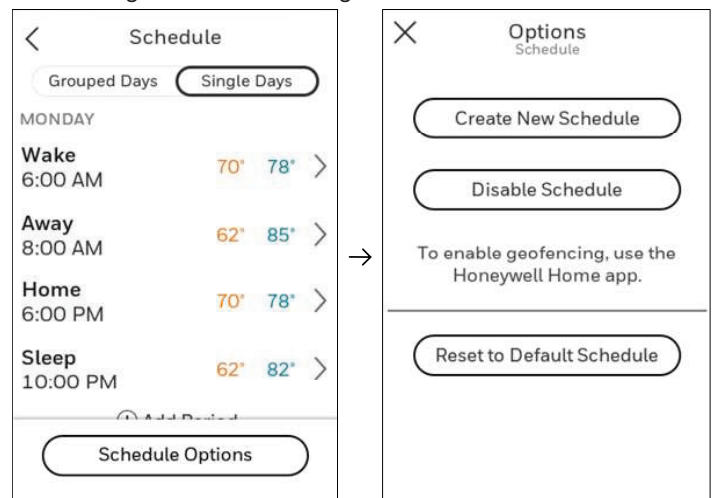 Schedule
Grouped Days Single Days
MONDAY
Wake
70° 78°
6:00 AM
Away
62° 85°
8:00 AM
Home
70° 78°
6:00 PM
Sleep
62° 82°
10:00 PM
Add Period
Schedule Options
Options
Schedule
Create New Schedule
Disable Schedule
To enable geofencing, use the
Honeywell Home app.
Reset to Default Schedule